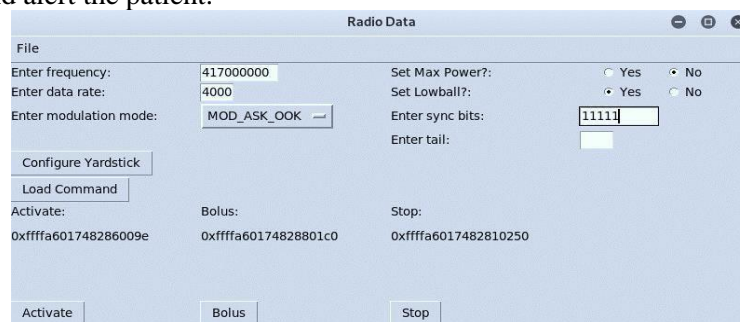 nd alert the patient.
Radio Data
File
Enter frequency: 417000000 Set Max Power?: Yes No
Enter data rate: 4000 Set Lowball?: Yes No
Enter modulation mode: MOD_ASK_OOK Enter sync bits: 11111
Enter tail:
Configure Yardstick
Load Command
Activate: Bolus: Stop:
0xffffa601748286009e 0xffffa60174828801c0 0xffffa6017482810250
Activate Bolus Stop